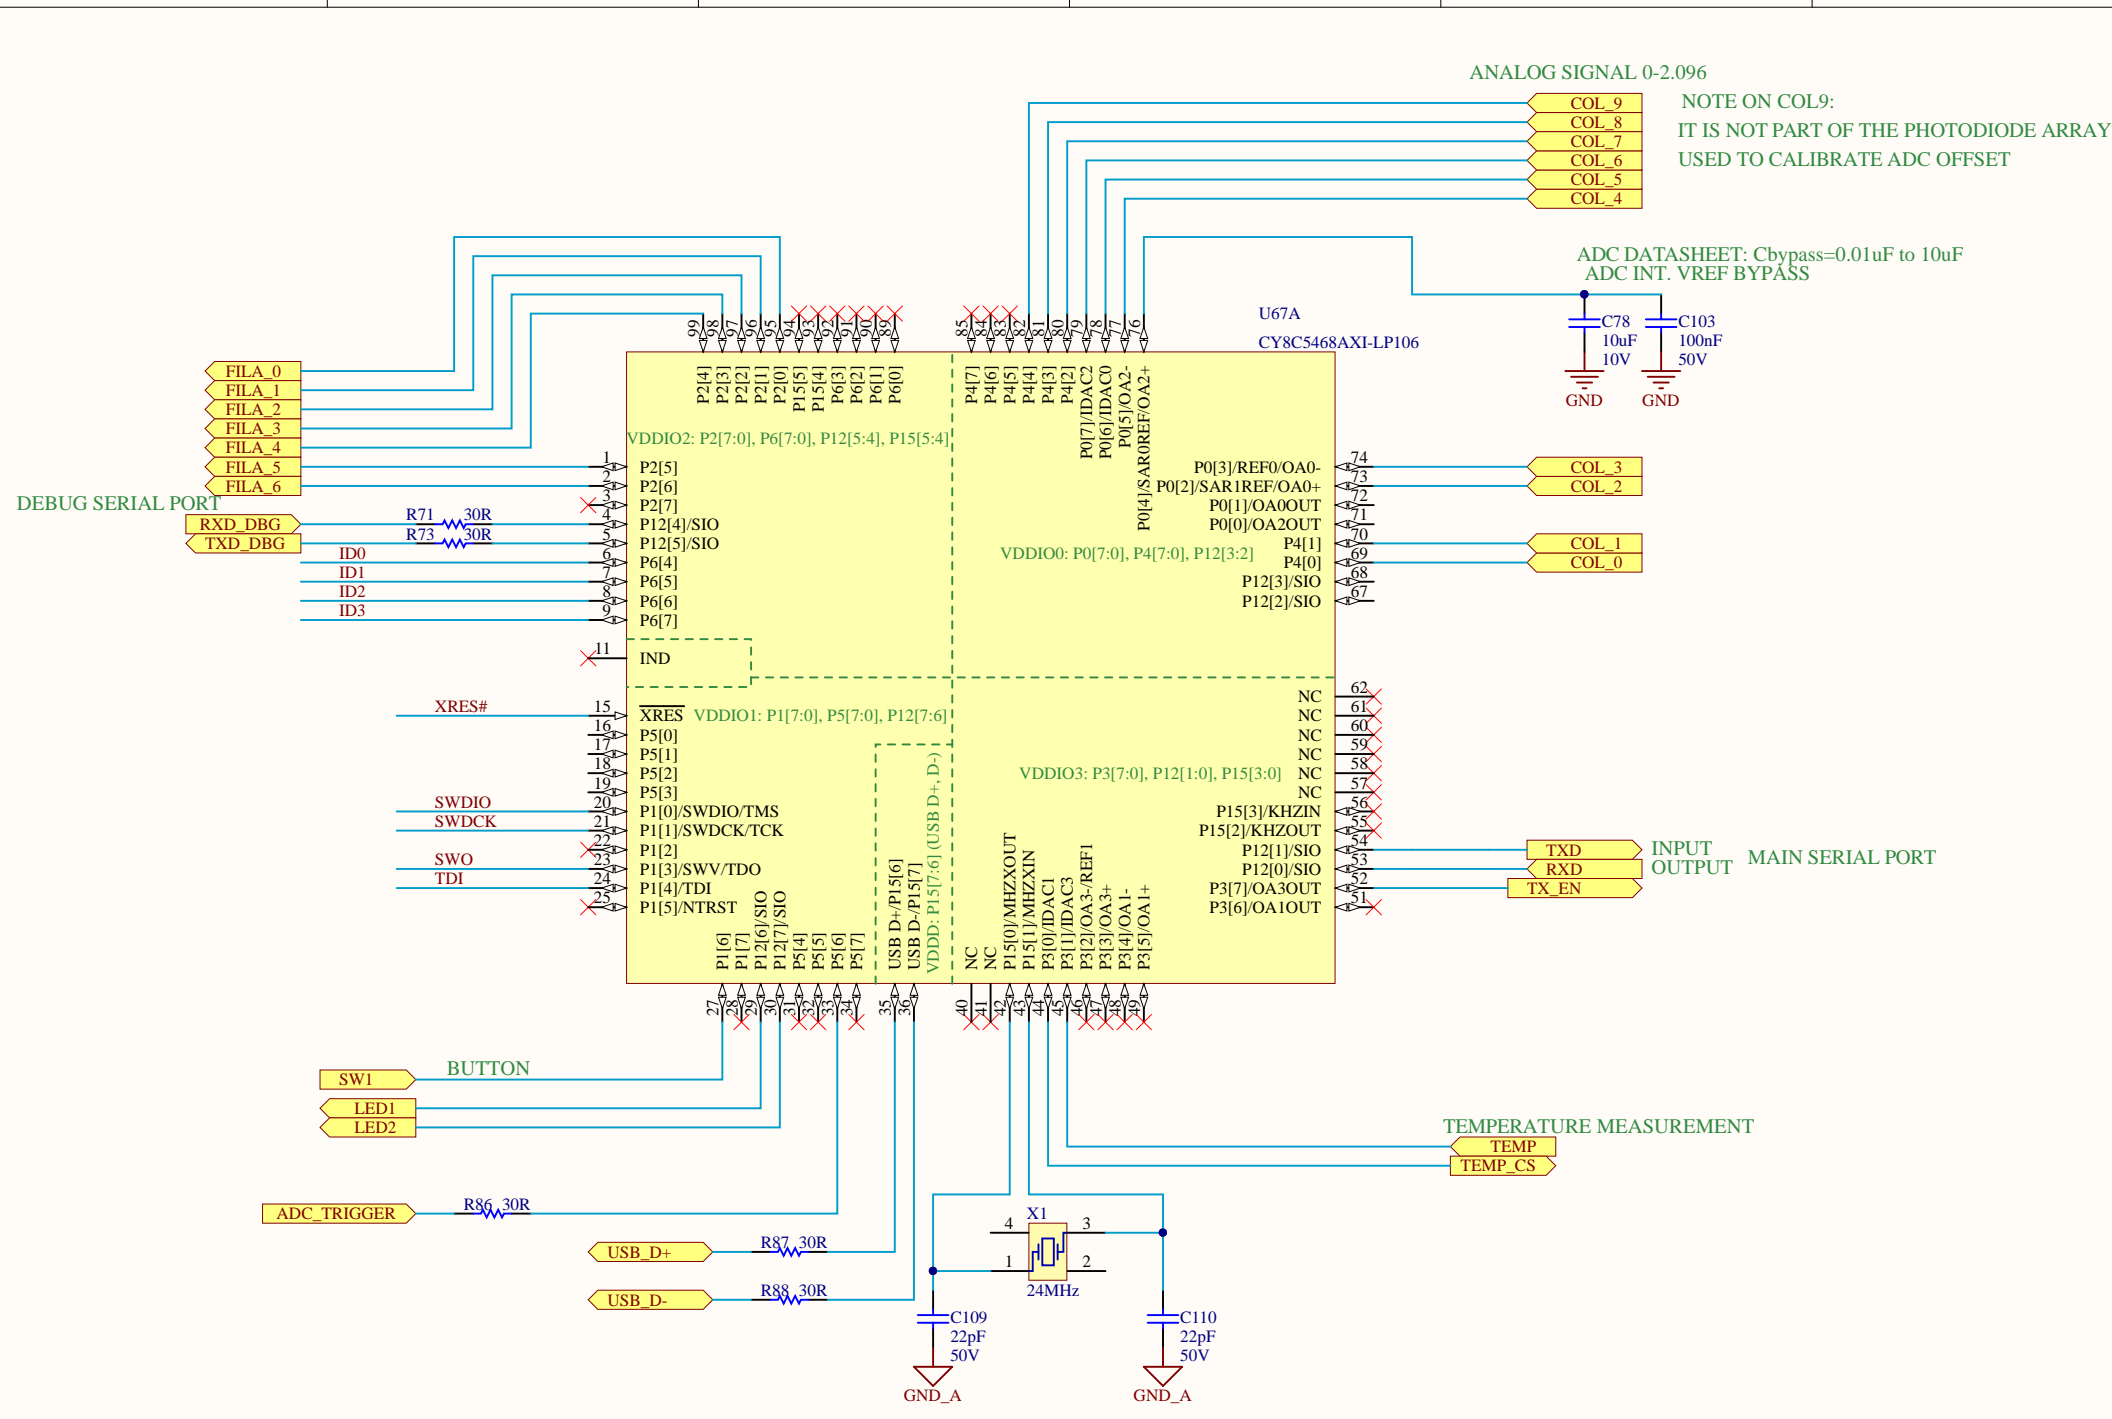 ANALOG SIGNAL 0-2.096
COL_9
COL_8
COL_7
COL_6
COL_5
COL_4
NOTE ON COL9:
IT IS NOT PART OF THE PHOTODIODE ARRAY
USED TO CALIBRATE ADC OFFSET
ADC DATASHEET: Cbypass=0.01uF to 10uF
ADC INT. VREF BYPASS
C78
10uF
10V
GND
C103
100nF
50V
GND
U67A
CY8C5468AXI-LP106
99
98
97
96
95
94
93
92
91
90
89
85
84
83
82
81
80
79
78
77
76
P2[4]
P2[3]
P2[2]
P2[1]
P2[0]
P15[5]
P15[4]
P6[3]
P6[2]
P6[1]
P6[0]
P4[7]
P4[6]
P4[5]
P4[4]
P4[3]
P4[2]
P0[7]/IDAC2
P0[6]/IDAC0
P0[5]/OA2-
P0[4]/SAR0REF/OA2+
FILA_0
FILA_1
FILA_2
FILA_3
FILA_4
FILA_5
FILA_6
DEBUG SERIAL PORT
RXD_DBG
TXD_DBG
R71 30R
R73 30R
ID0
ID1
ID2
ID3
XRES#
SWDIO
SWDCK
SWO
TDI
VDDIO2: P2[7:0], P6[7:0], P12[5:4], P15[5:4]
1 P2[5]
2 P2[6]
3 P2[7]
4 P12[4]/SIO
5 P12[5]/SIO
6 P6[4]
7 P6[5]
8 P6[6]
9 P6[7]
11 IND
15 XRES
VDDIO1: P1[7:0], P5[7:0], P12[7:6]
16 P5[0]
17 P5[1]
18 P5[2]
19 P5[3]
20 P1[0]/SWDIO/TMS
21 P1[1]/SWDCK/TCK
22 P1[2]
23 P1[3]/SWV/TDO
24 P1[4]/TDI
25 P1[5]/NTRST
VDDIO0: P0[7:0], P4[7:0], P12[3:2]
P0[3]/REF0/OA0- 74
P0[2]/SAR1REF/OA0+ 73
P0[1]/OA0OUT 72
P0[0]/OA2OUT 71
P4[1] 70
P4[0] 69
P12[3]/SIO 68
P12[2]/SIO 67
COL_3
COL_2
COL_1
COL_0
NC 62
NC 61
NC 60
NC 59
NC 58
NC 57
VDDIO3: P3[7:0], P12[1:0], P15[3:0]
P15[3]/KHZIN 56
P15[2]/KHZOUT 55
P12[1]/SIO 54
P12[0]/SIO 53
P3[7]/OA3OUT 52
P3[6]/OA1OUT 51
TXD
RXD
TX_EN
INPUT
OUTPUT
MAIN SERIAL PORT
P1[6]
P1[7]
P12[6]/SIO
P12[7]/SIO
P5[4]
P5[5]
P5[6]
P5[7]
USB D+/P15[6]
USB D-/P15[7]
VDDD: P15[7:6] (USB D+, D-)
NC
NC
P15[0]/MHZXOUT
P15[1]/MHZXIN
P3[0]/IDAC1
P3[1]/IDAC3
P3[2]/OA3-/REF1
P3[3]/OA3+
P3[4]/OA1-
P3[5]/OA1+
27
28
29
30
31
32
33
34
35
36
40
41
42
43
44
45
46
47
48
49
BUTTON
SW1
LED1
LED2
ADC_TRIGGER
R86 30R
USB_D+
R87 30R
USB_D-
R88 30R
TEMPERATURE MEASUREMENT
TEMP
TEMP_CS
X1
4
3
1
2
24MHz
C109
22pF
50V
GND_A
C110
22pF
50V
GND_A